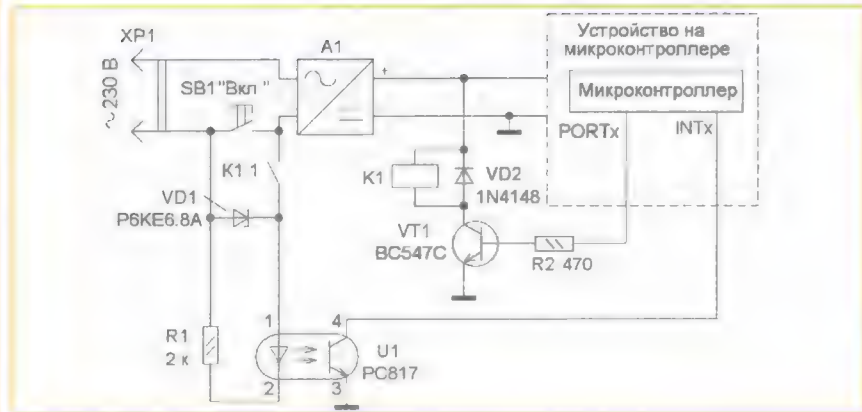 XP1
A1
Устройство на
микроконтроллере
~230 В
SB1 "Вкл "
+
Микроконтроллер
PORTx
INTx
K1 1
K1
VD2
1N4148
VD1
P6KE6.8A
VT1
BC547C
R2 470
1
4
R1
2 к
U1
PC817
2
3